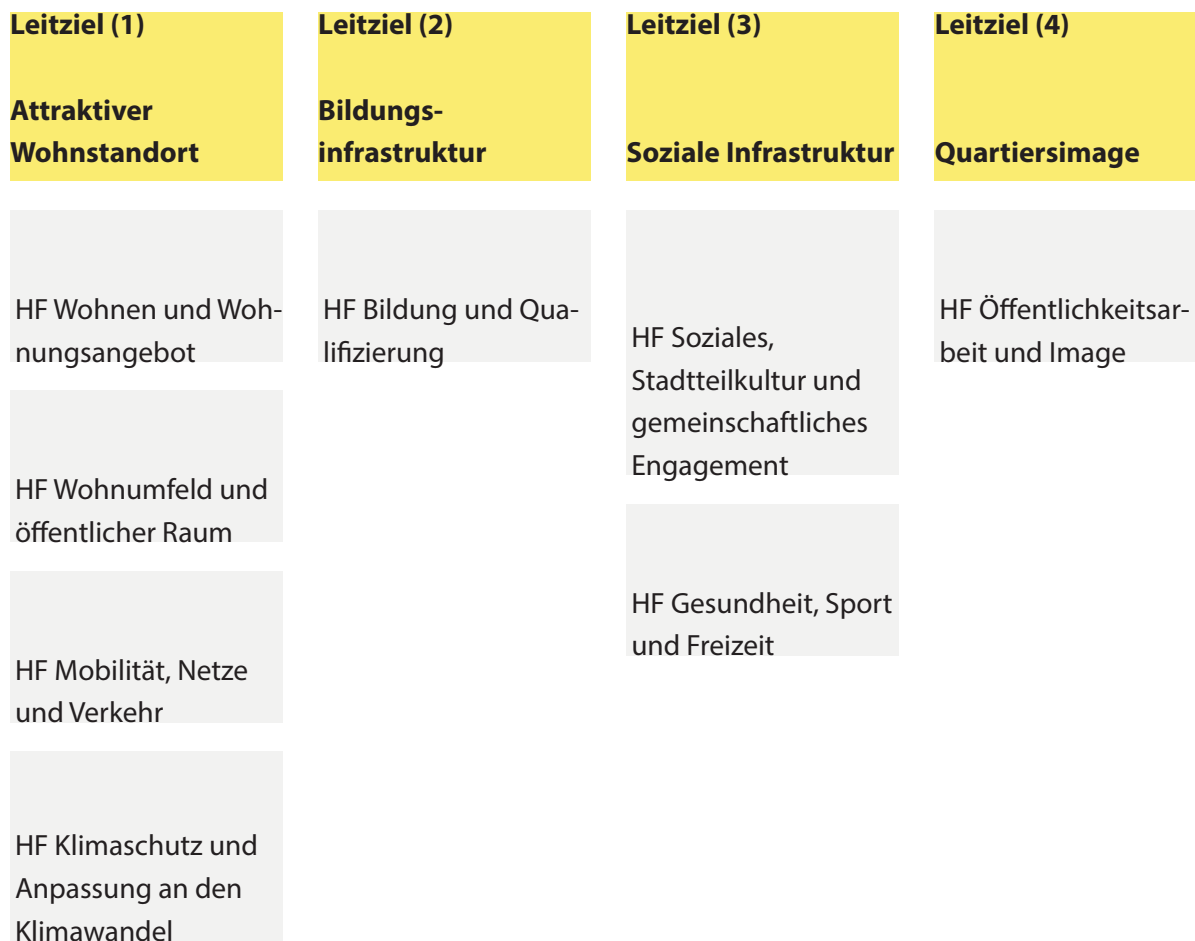 Leitziel (1)
Attraktiver
Wohnstandort
HF Wohnen und Woh-
nungsangebot
HF Wohnumfeld und
öffentlicher Raum
HF Mobilität, Netze
und Verkehr
HF Klimaschutz und
Anpassung an den
Klimawandel
Leitziel (2)
Bildungs-
infrastruktur
HF Bildung und Qua-
lifizierung
Leitziel (3)
Soziale Infrastruktur
HF Soziales,
Stadtteilkultur und
gemeinschaftliches
Engagement
HF Gesundheit, Sport
und Freizeit
Leitziel (4)
Quartiersimage
HF Öffentlichkeitsar-
beit und Image